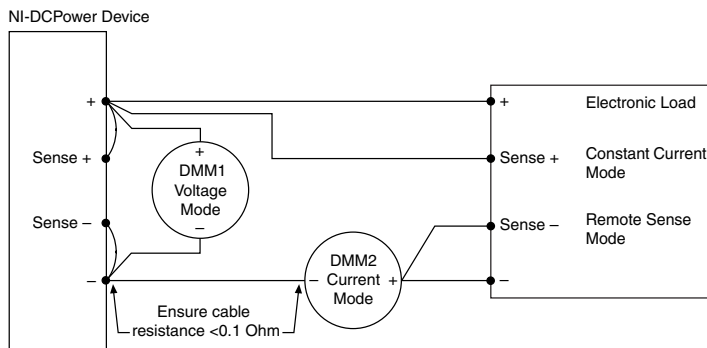 NI-DCPower Device
+
Sense +
Sense –
–
+
DMM1
Voltage
Mode
–
DMM2
– Current +
Mode
Ensure cable
resistance <0.1 Ohm
+ Electronic Load
Sense + Constant Current
Mode
Sense – Remote Sense
Mode
–